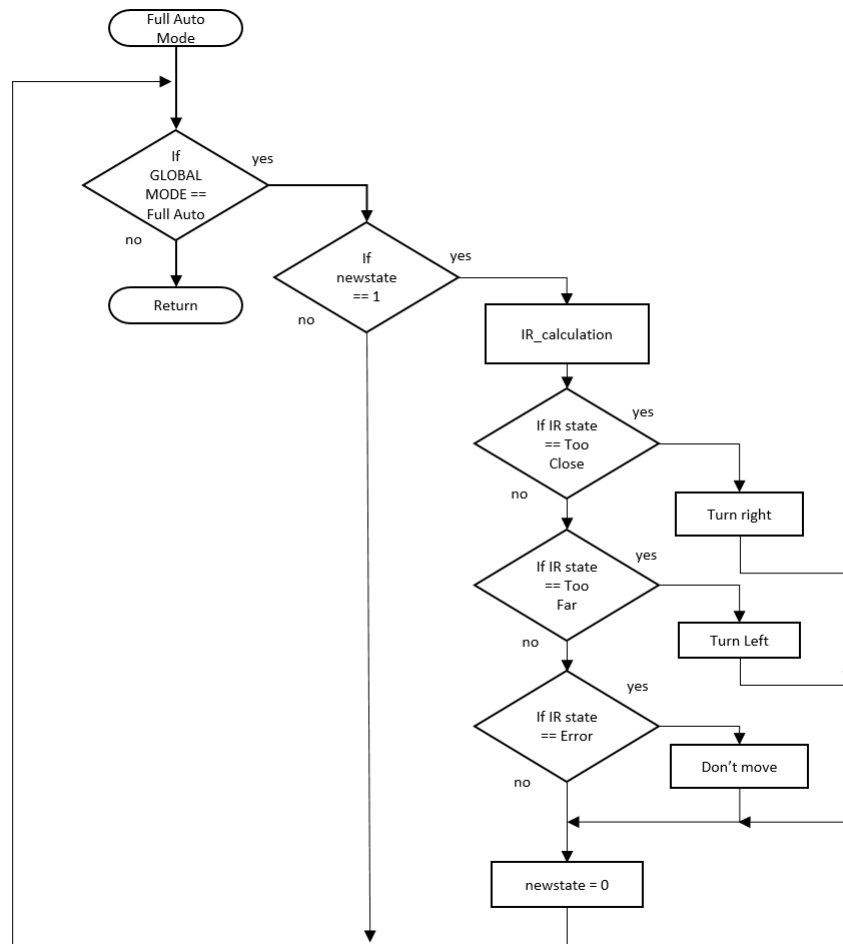 Full Auto
Mode
If
GLOBAL
MODE ==
Full Auto
yes
no
Return
If
newstate
== 1
yes
no
IR_calculation
If IR state
== Too
Close
yes
no
Turn right
If IR state
== Too
Far
yes
no
Turn Left
If IR state
== Error
yes
no
Don’t move
newstate = 0